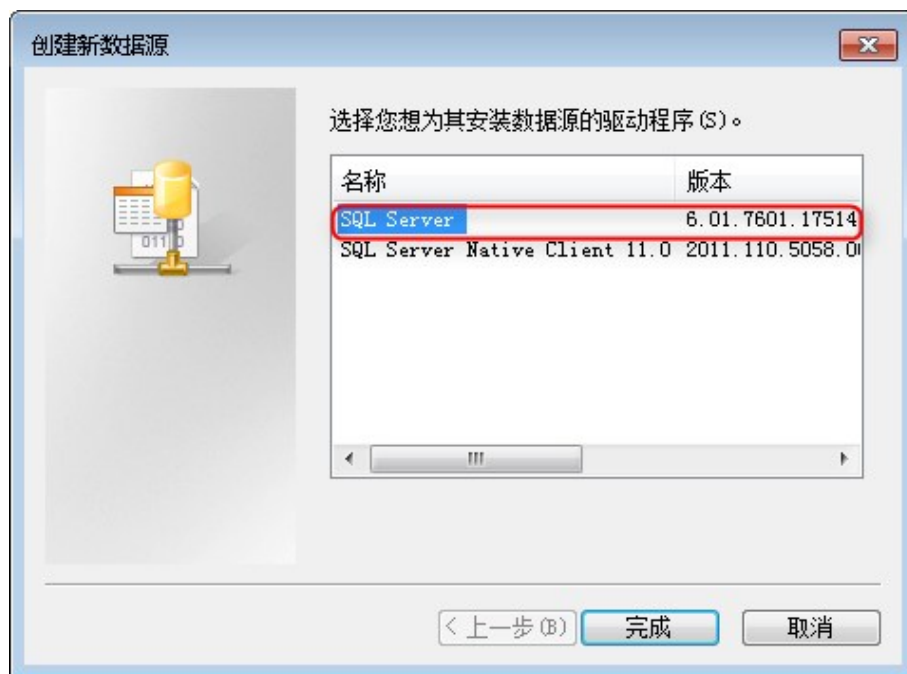 创建新数据源
选择您想为其安装数据源的驱动程序(S)。
名称 版本
SQL Server 6.01.7601.17514
SQL Server Native Client 11.0 2011.110.5058.0
<上一步(B) 完成 取消